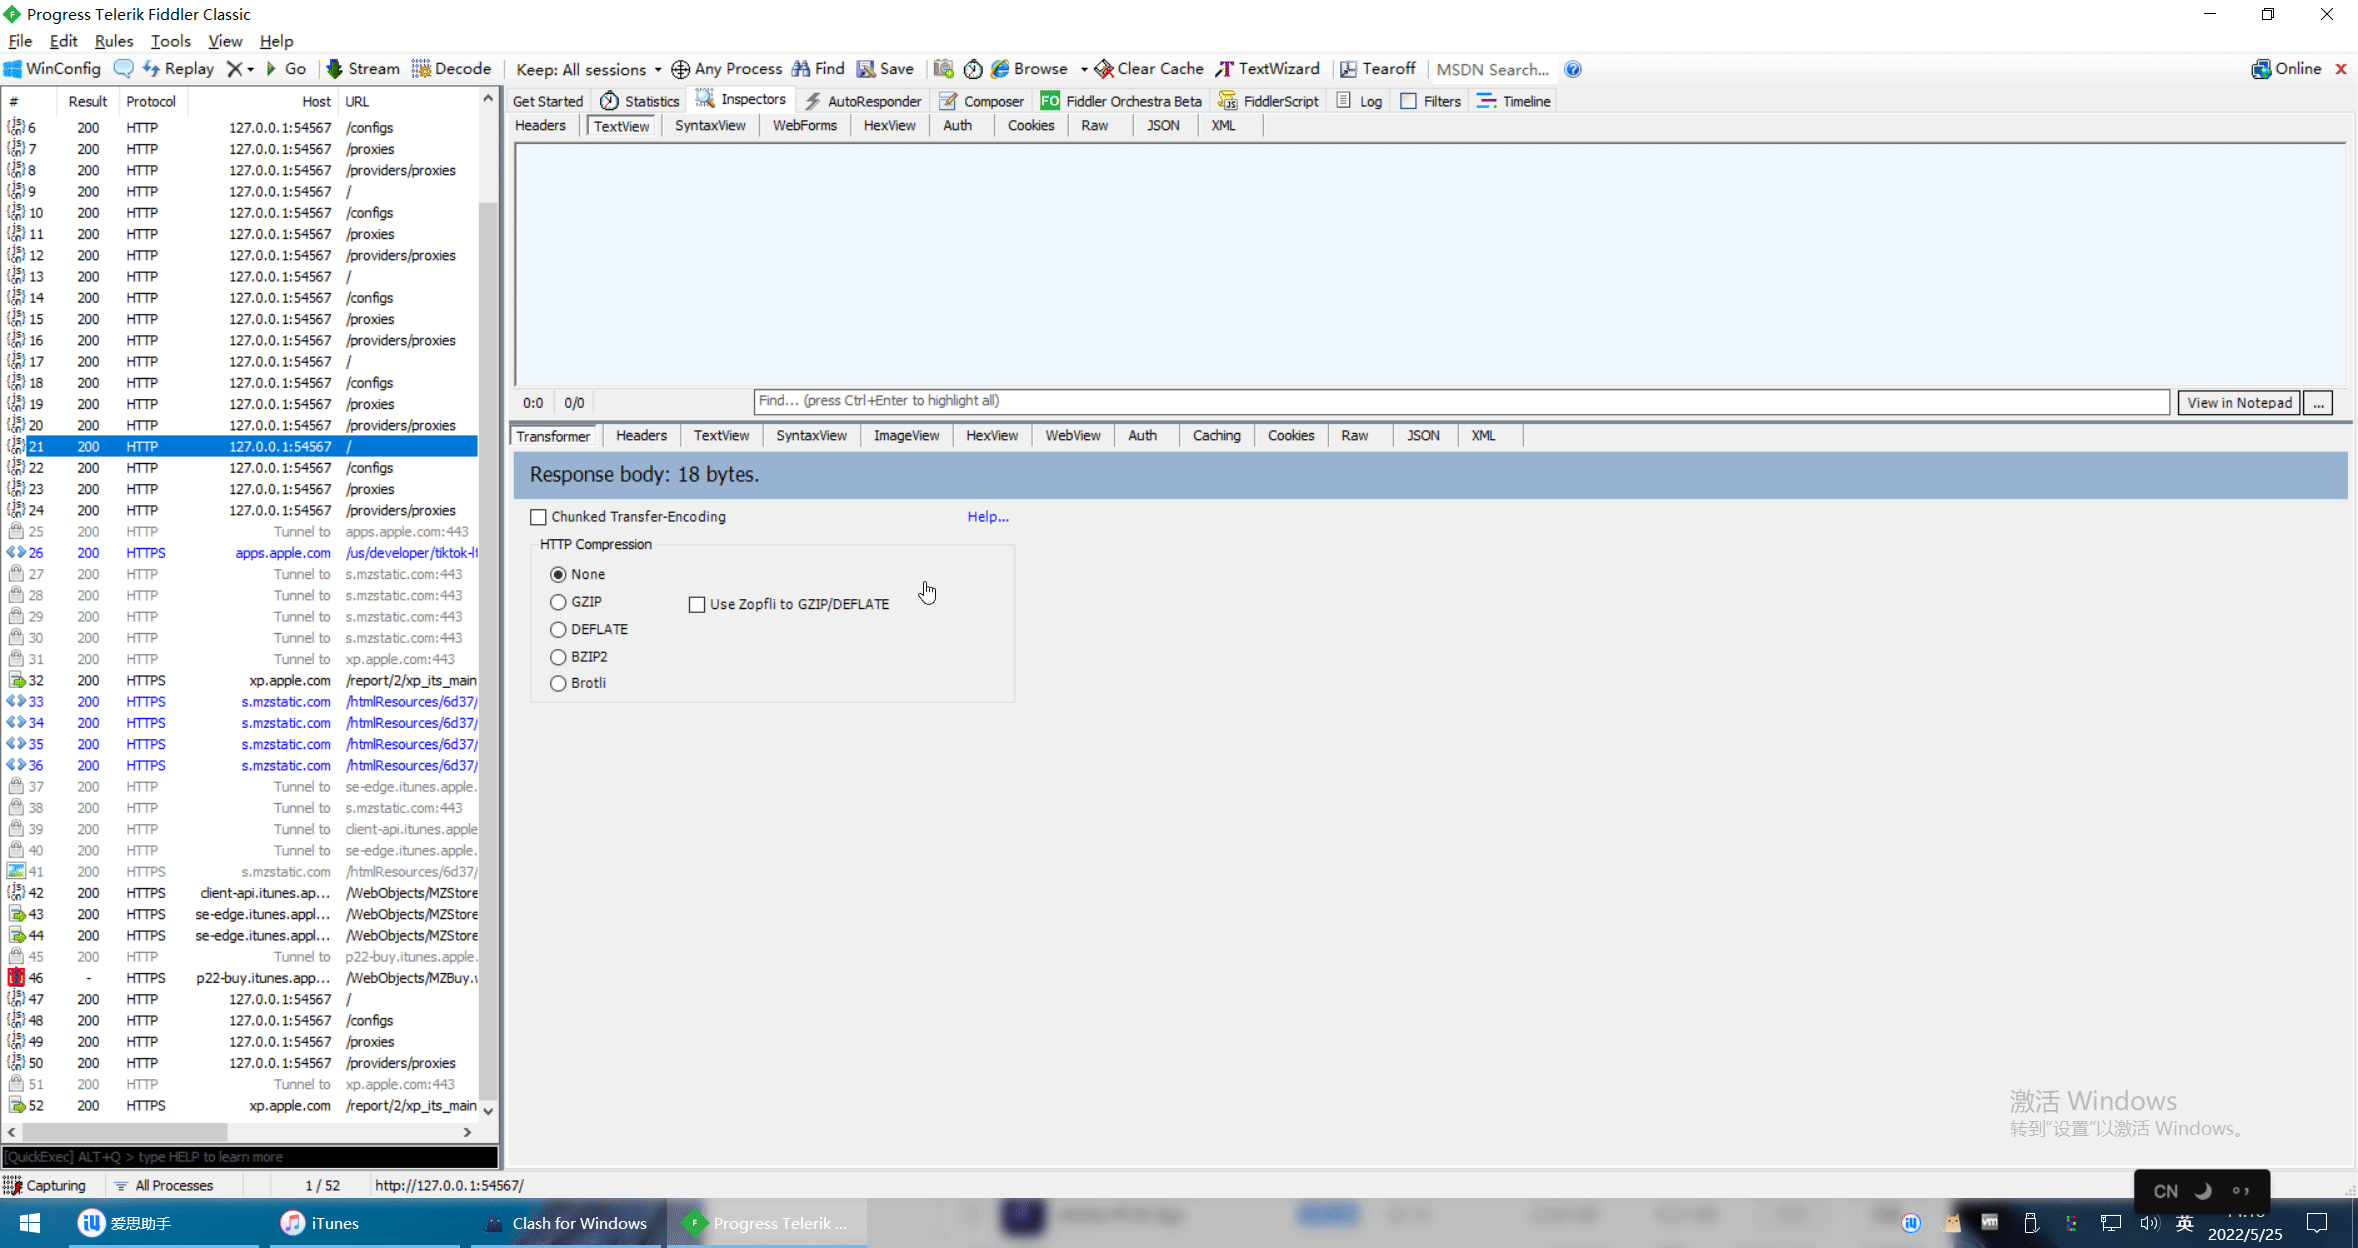 Progress Telerik Fiddler Classic
File Edit Rules Tools View Help
WinConfig Replay Go Stream Decode Keep: All sessions Any Process Find Save Browse Clear Cache TextWizard Tearoff MSDN Search... Online
# Result Protocol Host URL
6 200 HTTP 127.0.0.1:54567 /configs
7 200 HTTP 127.0.0.1:54567 /proxies
8 200 HTTP 127.0.0.1:54567 /providers/proxies
9 200 HTTP 127.0.0.1:54567 /
10 200 HTTP 127.0.0.1:54567 /configs
11 200 HTTP 127.0.0.1:54567 /proxies
12 200 HTTP 127.0.0.1:54567 /providers/proxies
13 200 HTTP 127.0.0.1:54567 /
14 200 HTTP 127.0.0.1:54567 /configs
15 200 HTTP 127.0.0.1:54567 /proxies
16 200 HTTP 127.0.0.1:54567 /providers/proxies
17 200 HTTP 127.0.0.1:54567 /
18 200 HTTP 127.0.0.1:54567 /configs
19 200 HTTP 127.0.0.1:54567 /proxies
20 200 HTTP 127.0.0.1:54567 /providers/proxies
21 200 HTTP 127.0.0.1:54567 /
22 200 HTTP 127.0.0.1:54567 /configs
23 200 HTTP 127.0.0.1:54567 /proxies
24 200 HTTP 127.0.0.1:54567 /providers/proxies
25 200 HTTP Tunnel to apps.apple.com:443
26 200 HTTPS apps.apple.com /us/developer/tiktok-lt
27 200 HTTP Tunnel to s.mzstatic.com:443
28 200 HTTP Tunnel to s.mzstatic.com:443
29 200 HTTP Tunnel to s.mzstatic.com:443
30 200 HTTP Tunnel to s.mzstatic.com:443
31 200 HTTP Tunnel to xp.apple.com:443
32 200 HTTPS xp.apple.com /report/2/xp_its_main
33 200 HTTPS s.mzstatic.com /htmlResources/6d37/
34 200 HTTPS s.mzstatic.com /htmlResources/6d37/
35 200 HTTPS s.mzstatic.com /htmlResources/6d37/
36 200 HTTPS s.mzstatic.com /htmlResources/6d37/
37 200 HTTP Tunnel to se-edge.itunes.apple.
38 200 HTTP Tunnel to s.mzstatic.com:443
39 200 HTTP Tunnel to client-api.itunes.apple
40 200 HTTP Tunnel to se-edge.itunes.apple.
41 200 HTTPS s.mzstatic.com /htmlResources/6d37/
42 200 HTTPS client-api.itunes.ap... /WebObjects/MZStore
43 200 HTTPS se-edge.itunes.appl... /WebObjects/MZStore
44 200 HTTPS se-edge.itunes.appl... /WebObjects/MZStore
45 200 HTTP Tunnel to p22-buy.itunes.apple.
46 - HTTPS p22-buy.itunes.app... /WebObjects/MZBuy.
47 200 HTTP 127.0.0.1:54567 /
48 200 HTTP 127.0.0.1:54567 /configs
49 200 HTTP 127.0.0.1:54567 /proxies
50 200 HTTP 127.0.0.1:54567 /providers/proxies
51 200 HTTP Tunnel to xp.apple.com:443
52 200 HTTPS xp.apple.com /report/2/xp_its_main
[QuickExec] ALT+Q > type HELP to learn more
Get Started Statistics Inspectors AutoResponder Composer FO Fiddler Orchestra Beta FiddlerScript Log Filters Timeline
Headers TextView SyntaxView WebForms HexView Auth Cookies Raw JSON XML
0:0 0/0 Find... (press Ctrl+Enter to highlight all) View in Notepad ...
Transformer Headers TextView SyntaxView ImageView HexView WebView Auth Caching Cookies Raw JSON XML
Response body: 18 bytes.
Chunked Transfer-Encoding Help...
HTTP Compression
None
GZIP
Use Zopfli to GZIP/DEFLATE
DEFLATE
BZIP2
Brotli
激活 Windows
转到“设置”以激活 Windows。
Capturing All Processes 1 / 52 http://127.0.0.1:54567/
CN
爱思助手 iTunes Clash for Windows Progress Telerik ... 英
2022/5/25